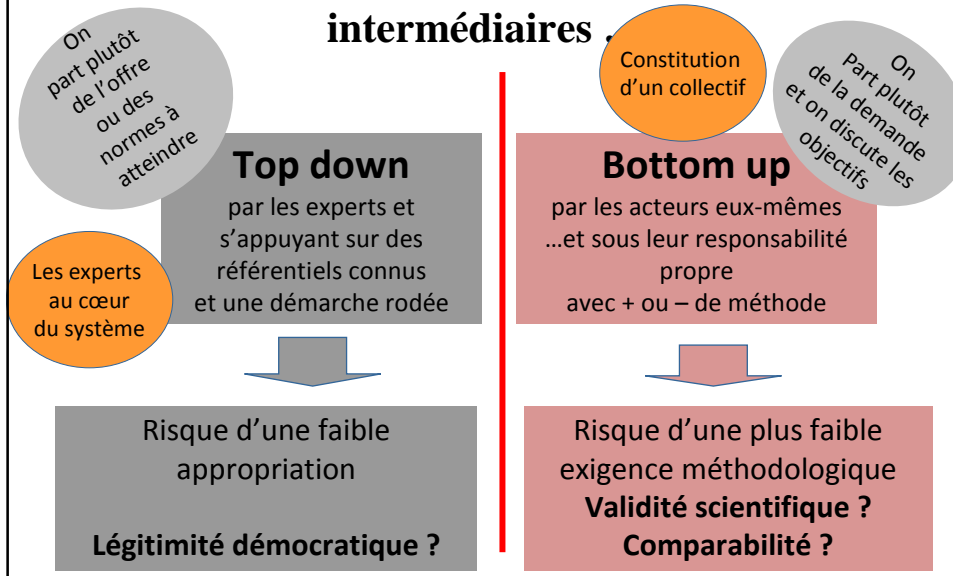 intermédiaires .
On
part plutôt
de l’offre
ou des
normes à
atteindre
Top down
par les experts et
s’appuyant sur des
référentiels connus
et une démarche rodée
Les experts
au cœur
du système
Risque d’une faible
appropriation
Légitimité démocratique ?
Constitution
d’un collectif
On
Part plutôt
de la demande
et on discute les
objectifs
Bottom up
par les acteurs eux-mêmes
…et sous leur responsabilité
propre
avec + ou – de méthode
Risque d’une plus faible
exigence méthodologique
Validité scientifique ?
Comparabilité ?